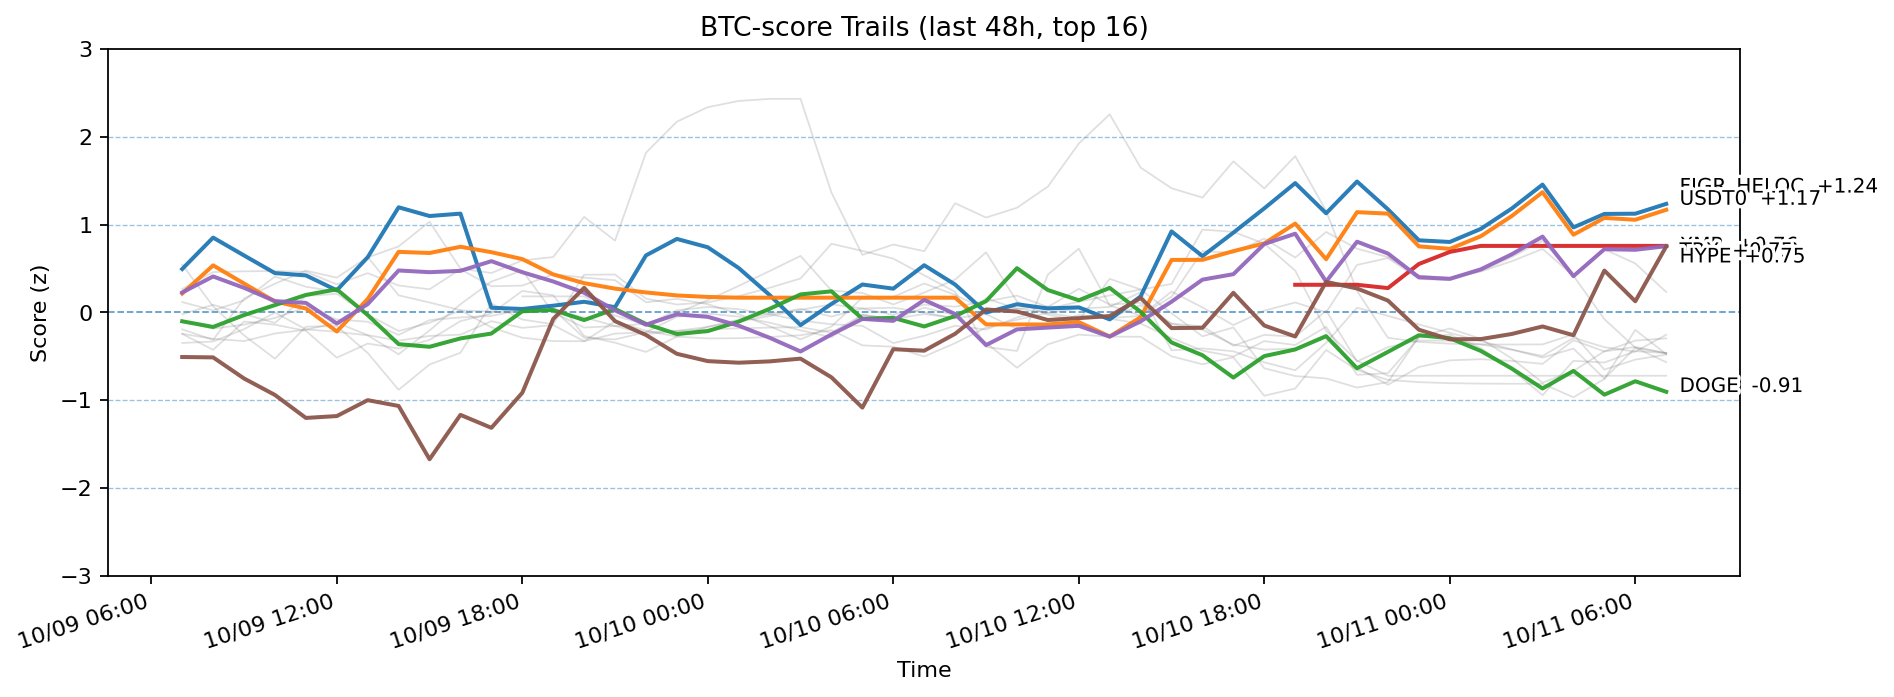 BTC-score Trails (last 48h, top 16)
Score (z)
3
2
1
0
−1
−2
−3
FIGR_HELOC +1.24
USDT0 +1.17
HYPE +0.75
DOGE -0.91
10/09 06:00
10/09 12:00
10/09 18:00
10/10 00:00
10/10 06:00
10/10 12:00
10/10 18:00
10/11 00:00
10/11 06:00
Time